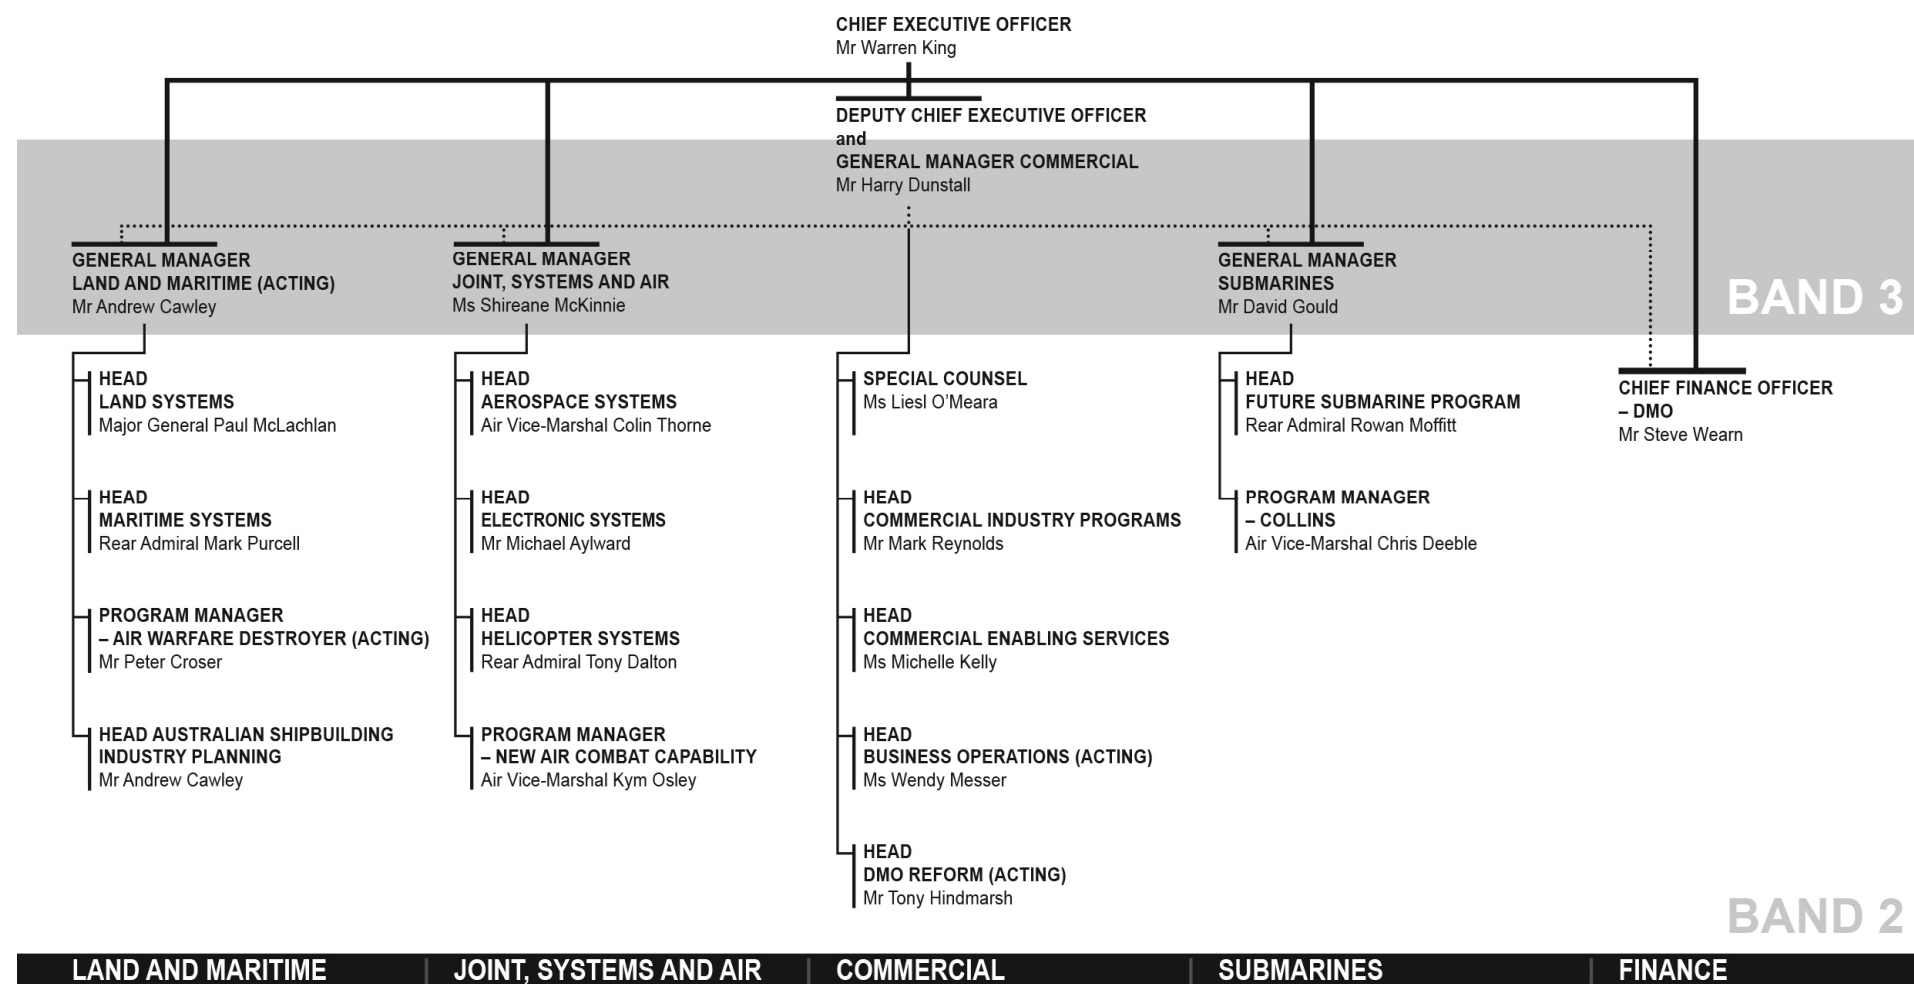 CHIEF EXECUTIVE OFFICER
Mr Warren King
DEPUTY CHIEF EXECUTIVE OFFICER
and
GENERAL MANAGER COMMERCIAL
Mr Harry Dunstall
GENERAL MANAGER
LAND AND MARITIME (ACTING)
Mr Andrew Cawley
GENERAL MANAGER
JOINT, SYSTEMS AND AIR
Ms Shireane McKinnie
GENERAL MANAGER
SUBMARINES
Mr David Gould
BAND 3
HEAD
LAND SYSTEMS
Major General Paul McLachlan
HEAD
MARITIME SYSTEMS
Rear Admiral Mark Purcell
PROGRAM MANAGER
– AIR WARFARE DESTROYER (ACTING)
Mr Peter Croser
HEAD AUSTRALIAN SHIPBUILDING
INDUSTRY PLANNING
Mr Andrew Cawley
HEAD
AEROSPACE SYSTEMS
Air Vice-Marshal Colin Thorne
HEAD
ELECTRONIC SYSTEMS
Mr Michael Aylward
HEAD
HELICOPTER SYSTEMS
Rear Admiral Tony Dalton
PROGRAM MANAGER
– NEW AIR COMBAT CAPABILITY
Air Vice-Marshal Kym Osley
SPECIAL COUNSEL
Ms Liesl O’Meara
HEAD
COMMERCIAL INDUSTRY PROGRAMS
Mr Mark Reynolds
HEAD
COMMERCIAL ENABLING SERVICES
Ms Michelle Kelly
HEAD
BUSINESS OPERATIONS (ACTING)
Ms Wendy Messer
HEAD
DMO REFORM (ACTING)
Mr Tony Hindmarsh
HEAD
FUTURE SUBMARINE PROGRAM
Rear Admiral Rowan Moffitt
PROGRAM MANAGER
– COLLINS
Air Vice-Marshal Chris Deeble
CHIEF FINANCE OFFICER
– DMO
Mr Steve Wearn
BAND 2
LAND AND MARITIME
JOINT, SYSTEMS AND AIR
COMMERCIAL
SUBMARINES
FINANCE